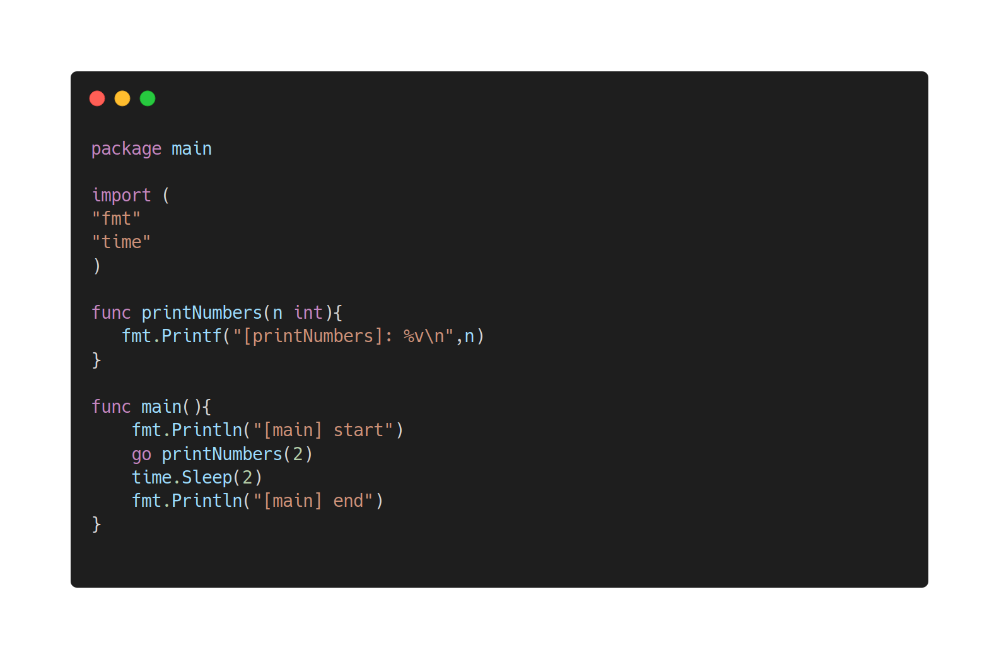 package main
import (
"fmt"
"time"
)
func printNumbers(n int){
   fmt.Printf("[printNumbers]: %v\n",n)
}
func main(){
    fmt.Println("[main] start")
    go printNumbers(2)
    time.Sleep(2)
    fmt.Println("[main] end")
}